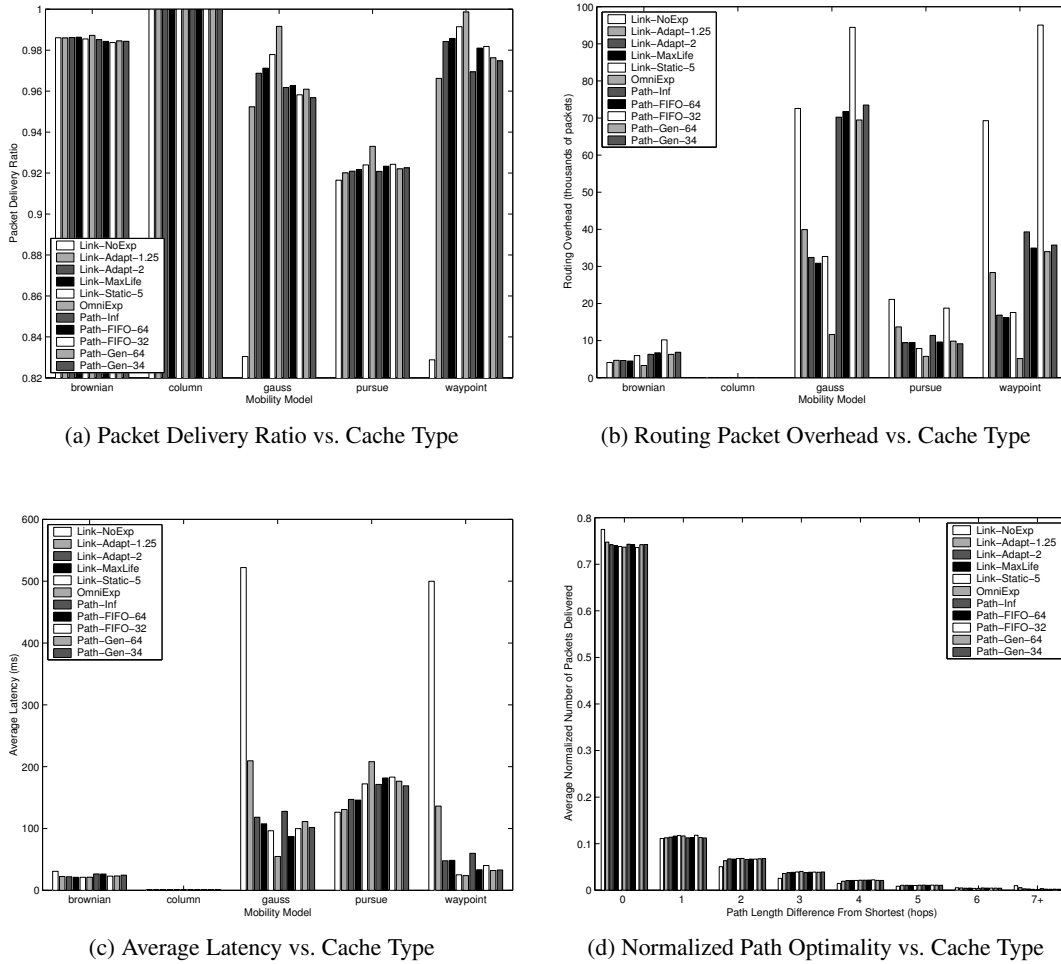 1
0.98
0.96
0.94
0.92
0.9
0.88
0.86
0.84
0.82
Packet Delivery Ratio
Link−NoExp
Link−Adapt−1.25
Link−Adapt−2
Link−MaxLife
Link−Static−5
OmniExp
Path−Inf
Path−FIFO−64
Path−FIFO−32
Path−Gen−64
Path−Gen−34
brownian column gauss pursue waypoint
Mobility Model
(a) Packet Delivery Ratio vs. Cache Type
100
90
80
70
60
50
40
30
20
10
0
Routing Overhead (thousands of packets)
Link−NoExp
Link−Adapt−1.25
Link−Adapt−2
Link−MaxLife
Link−Static−5
OmniExp
Path−Inf
Path−FIFO−64
Path−FIFO−32
Path−Gen−64
Path−Gen−34
brownian column gauss pursue waypoint
Mobility Model
(b) Routing Packet Overhead vs. Cache Type
600
500
400
300
200
100
0
Average Latency (ms)
Link−NoExp
Link−Adapt−1.25
Link−Adapt−2
Link−MaxLife
Link−Static−5
OmniExp
Path−Inf
Path−FIFO−64
Path−FIFO−32
Path−Gen−64
Path−Gen−34
brownian column gauss pursue waypoint
Mobility Model
(c) Average Latency vs. Cache Type
0.8
0.7
0.6
0.5
0.4
0.3
0.2
0.1
0
Average Normalized Number of Packets Delivered
Link−NoExp
Link−Adapt−1.25
Link−Adapt−2
Link−MaxLife
Link−Static−5
OmniExp
Path−Inf
Path−FIFO−64
Path−FIFO−32
Path−Gen−64
Path−Gen−34
0 1 2 3 4 5 6 7+
Path Length Difference From Shortest (hops)
(d) Normalized Path Optimality vs. Cache Type